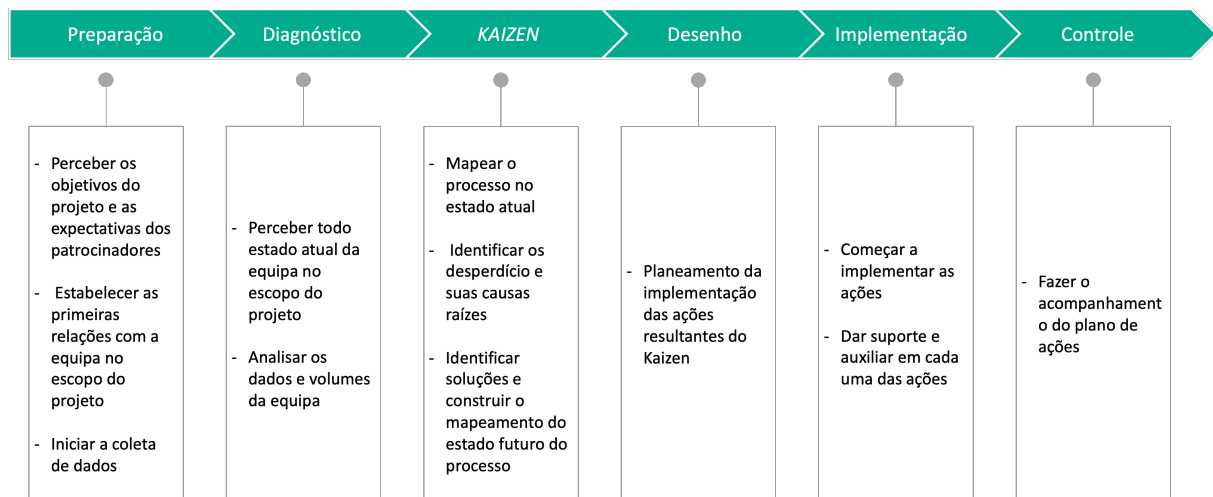 Preparação
Diagnóstico
KAIZEN
Desenho
Implementação
Controle
- Perceber os
objetivos do
projeto e as
expectativas dos
patrocinadores
- Estabelecer as
primeiras
relações com a
equipa no
escopo do
projeto
- Iniciar a coleta
de dados
- Perceber todo
estado atual da
equipa no
escopo do
projeto
- Analisar os
dados e volumes
da equipa
- Mapear o
processo no
estado atual
- Identificar os
desperdício e
suas causas
raízes
- Identificar
soluções e
construir o
mapeamento do
estado futuro do
processo
- Planeamento da
implementação
das ações
resultantes do
Kaizen
- Começar a
implementar as
ações
- Dar suporte e
auxiliar em cada
uma das ações
- Fazer o
acompanhament
o do plano de
ações